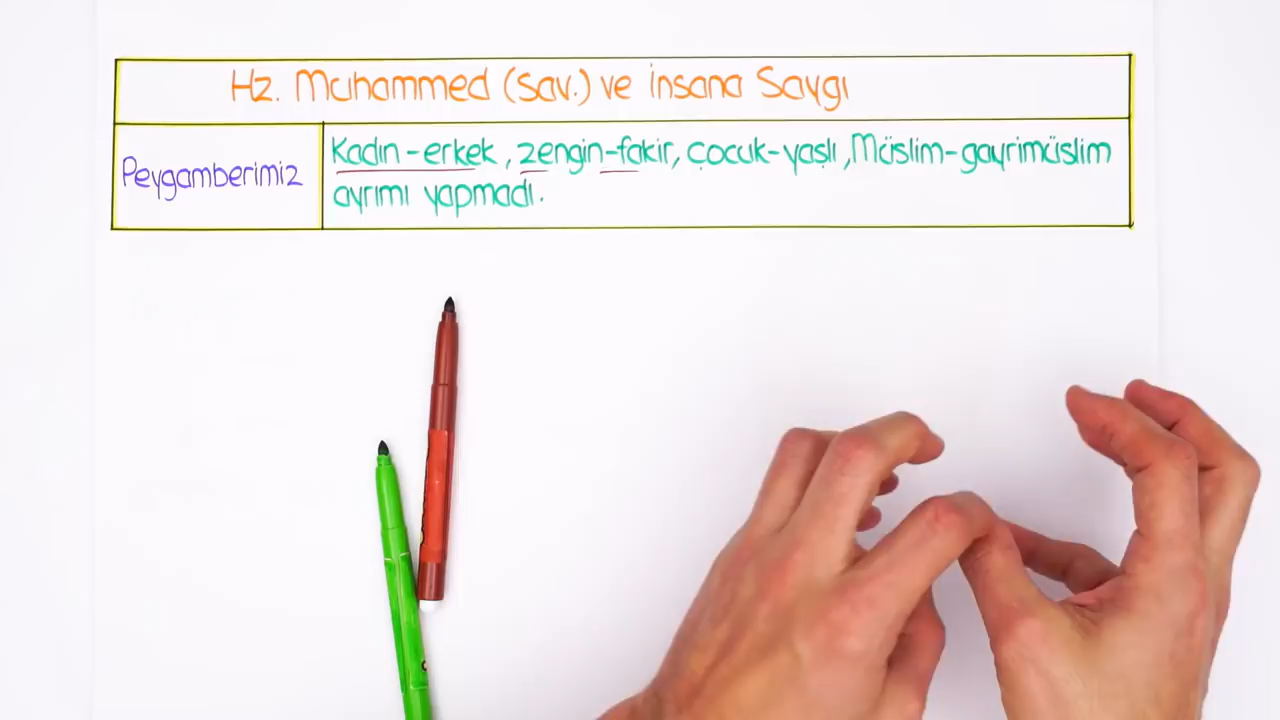 Hz. Muhammed (sav.) ve İnsana Saygı
Peygamberimiz
Kadın-erkek, zengin-fakir, çocuk-yaşlı, Müslim-gayrimüslim
ayrımı yapmadı.